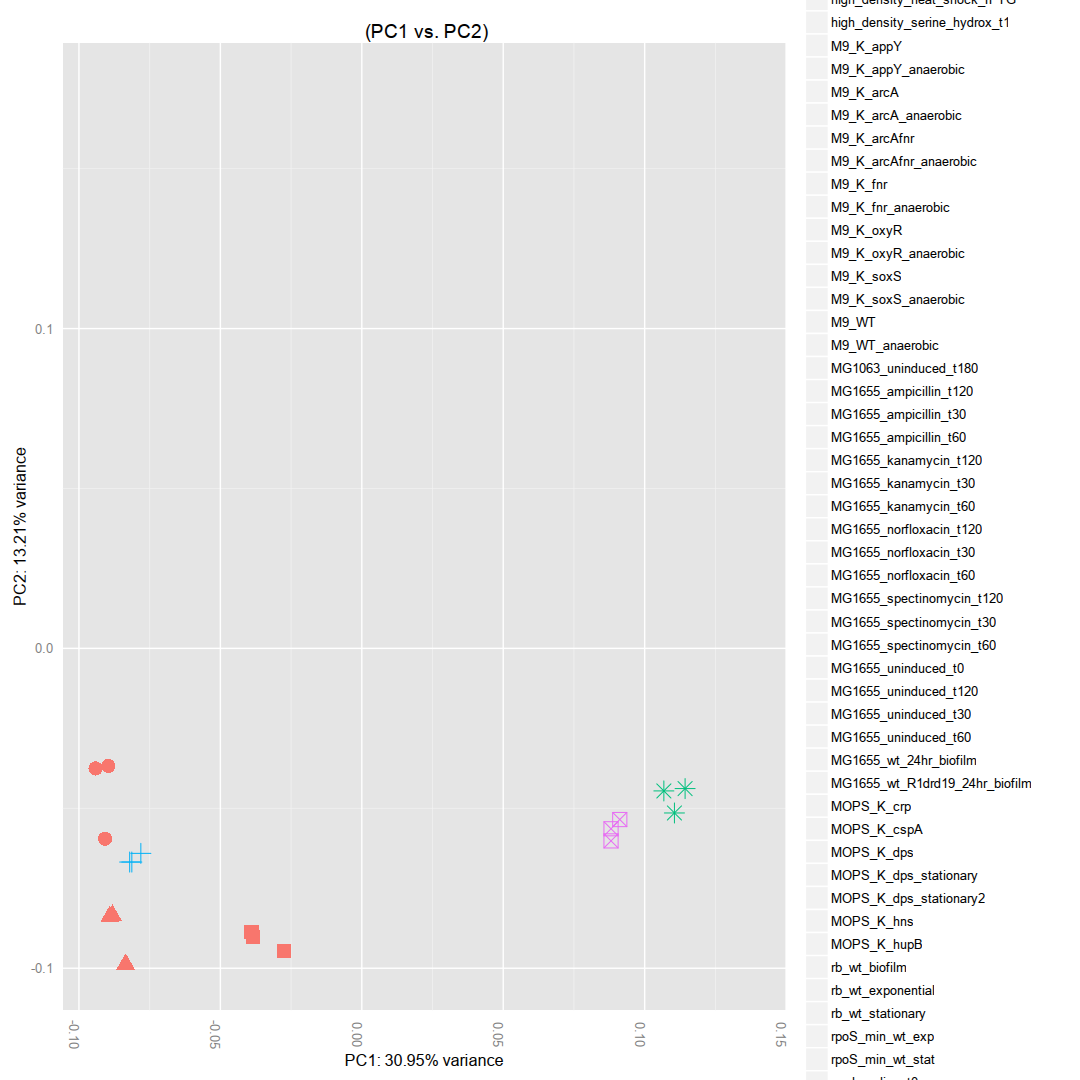 (PC1 vs. PC2)
PC2: 13.21% variance
0.1
0.0
-0.1
-0.10
-0.05
0.00
0.05
0.10
0.15
PC1: 30.95% variance
high_density_serine_hydrox_t1
M9_K_appY
M9_K_appY_anaerobic
M9_K_arcA
M9_K_arcA_anaerobic
M9_K_arcAfnr
M9_K_arcAfnr_anaerobic
M9_K_fnr
M9_K_fnr_anaerobic
M9_K_oxyR
M9_K_oxyR_anaerobic
M9_K_soxS
M9_K_soxS_anaerobic
M9_WT
M9_WT_anaerobic
MG1063_uninduced_t180
MG1655_ampicillin_t120
MG1655_ampicillin_t30
MG1655_ampicillin_t60
MG1655_kanamycin_t120
MG1655_kanamycin_t30
MG1655_kanamycin_t60
MG1655_norfloxacin_t120
MG1655_norfloxacin_t30
MG1655_norfloxacin_t60
MG1655_spectinomycin_t120
MG1655_spectinomycin_t30
MG1655_spectinomycin_t60
MG1655_uninduced_t0
MG1655_uninduced_t120
MG1655_uninduced_t30
MG1655_uninduced_t60
MG1655_wt_24hr_biofilm
MG1655_wt_R1drd19_24hr_biofilm
MOPS_K_crp
MOPS_K_cspA
MOPS_K_dps
MOPS_K_dps_stationary
MOPS_K_dps_stationary2
MOPS_K_hns
MOPS_K_hupB
rb_wt_biofilm
rb_wt_exponential
rb_wt_stationary
rpoS_min_wt_exp
rpoS_min_wt_stat